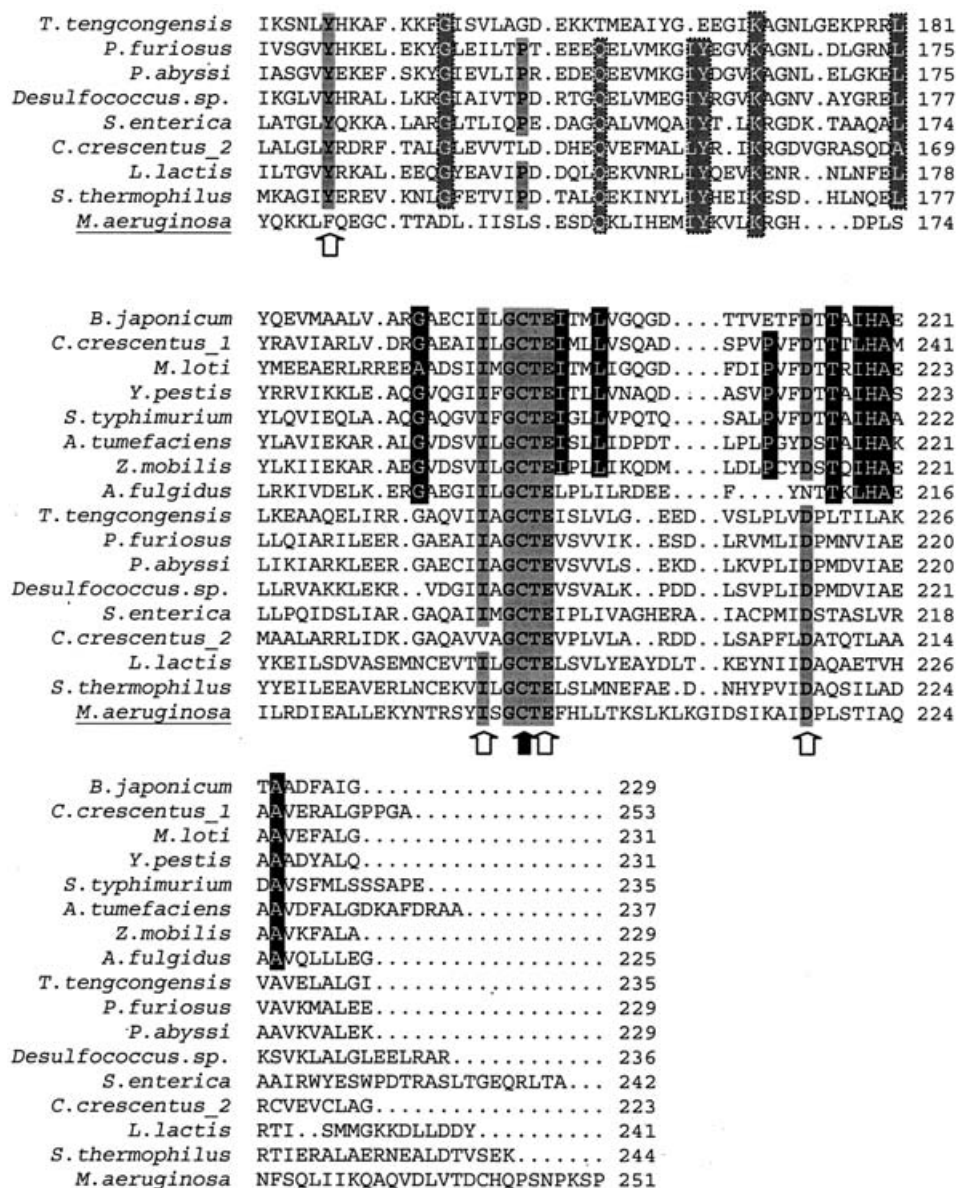 T.tengcongensis IKSNLYHKAF.KKFGISVLAGD.EKKTMEAIYG.EEGIKAGNLGEKPRRL 181
P.furiosus IVSGVYHKEL.EKYGLEILTPT.EEEQELVMKGIYEGVKAGNL.DLGRNL 175
P.abyssi IASGVYEKEF.SKYGIEVLIPR.EDEQEEVMKGIYDGVKAGNL.ELGKEL 175
Desulfococcus.sp. IKGLVYHRAL.LKRGIAIVTPD.RTGQELVMEGIYRGVKAGNV.AYGREL 177
S.enterica LATGLYQKKA.LARGLTLIQPE.DAGQALVMQAIYT.LKRGDK.TAAQAL 174
C.crescentus_2 LALGLYRDRF.TALGLEVVTLD.DHEQVEFMALLYR.IKRGDVGRASQDA 169
L.lactis ILTGVYRKAL.EEQGYEAVIPD.DQLQEKVNRLIYQEVKENR..NLNFEL 178
S.thermophilus MKAGIYEREV.KNLGFETVIPD.TALQEKINYLIYHEIKESD..HLNQEL 177
M.aeruginosa YQKKLFQEGC.TTADLIISLS.ESDQKLIHEMIYKVLKRGH....DPLS 174
B.japonicum YQEVMAALV.ARGAECIILGCTEITMLVGQGD....TTVETFDTTAIHAE 221
C.crescentus_1 YRAVIARLV.DRGAEAIILGCTEIMLLVSQAD....SPVPVFDTTTLHAM 241
M.loti YMEEAERLRREEAADSIIMGCTEITMLIGQGD....FDIPVFDTTRIHAE 223
Y.pestis YRRVIKKLE.AQGVQGIIFGCTEITLLVNAQD....ASVPVFDTTAIHAS 223
S.typhimurium YLQVIEQLA.AQGAQGVIFGCTEIGLLVPQTQ....SALPVFDTTAIHAA 222
A.tumefaciens YLAVIEKAR.ALGVDSVILGCTEISLLIDPDT....LPLPGYDSTAIHAK 221
Z.mobilis YLKIIEKAR.AEGVDSVILGCTEIPLLIKQDM....LDLPCYDSTQIHAE 221
A.fulgidus LRKIVDELK.ERGAEGIILGCTELPLILRDEE....F....YNTTKLHAE 216
T.tengcongensis LKEAAQELIRR.GAQVIIAGCTEISLVLG..EED..VSLPLVDPLTILAK 226
P.furiosus LLQIARILEER.GAEAIIAGCTEVSVVIK..ESD..LRVMLIDPMNVIAE 220
P.abyssi LIKIARKLEER.GAECIIAGCTEVSVVLS..EKD..LKVPLIDPMDVIAE 220
Desulfococcus.sp. LLRVAKKLEKR..VDGIIAGCTEVSVALK..PDD..LSVPLIDPMDVIAE 221
S.enterica LLPQIDSLIAR.GAQAIIMGCTEIPLIVAGHERA..IACPMIDSTASLVR 218
C.crescentus_2 MAALARRLIDK.GAQAVVAGCTEVPLVLA..RDD..LSAPFLDATQTLAA 214
L.lactis YKEILSDVASEMNCEVTILGCTELSVLYEAYDLT..KEYNIIDAQAETVH 226
S.thermophilus YYEILEEAVERLNCEKVILGCTELSLMNEFAE.D..NHYPVIDAQSILAD 224
M.aeruginosa ILRDIEALLEKYNTRSYISGCTEFHLLTKSLKLKGIDSIKAIDPLSTIAQ 224
B.japonicum TAADFAIG..................... 229
C.crescentus_1 AAVERALGPPGA................. 253
M.loti AAVEFALG..................... 231
Y.pestis AAADYALQ..................... 231
S.typhimurium DAVSFMLSSSAPE................ 235
A.tumefaciens AAVDFALGDKAFDRAA............. 237
Z.mobilis AAVKFALA..................... 229
A.fulgidus AAVQLLLEG.................... 225
T.tengcongensis VAVELALGI.................... 235
P.furiosus VAVKMALEE.................... 229
P.abyssi AAVKVALEK.................... 229
Desulfococcus.sp. KSVKLALGLEELRAR.............. 236
S.enterica AAIRWYESWPDTRASLTGEQRLTA... 242
C.crescentus_2 RCVEVCLAG.................... 223
L.lactis RTI..SMMGKKDLLDDY............ 241
S.thermophilus RTIERALAERNEALDTVSEK......... 244
M.aeruginosa NFSQLIIKQAQVDLVTDCHQPSNPKSP 251